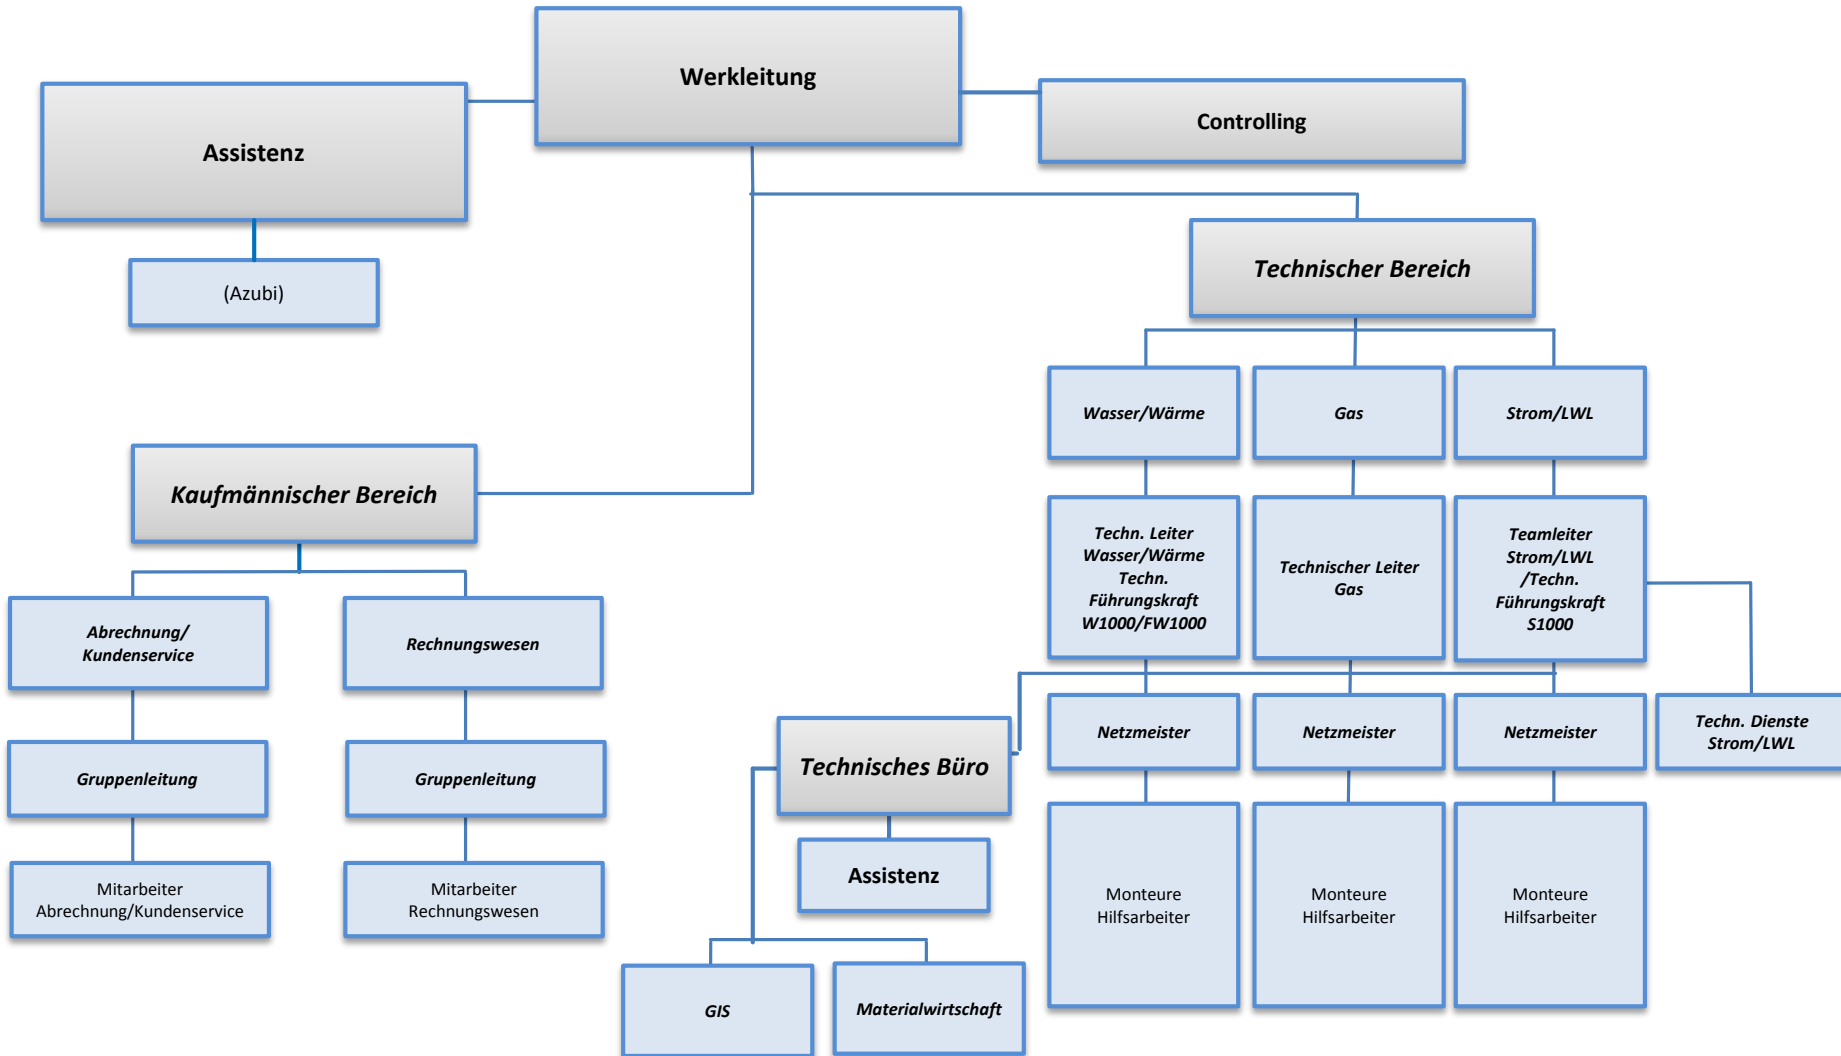 Werkleitung
Assistenz
Controlling
(Azubi)
Technischer Bereich
Wasser/Wärme
Gas
Strom/LWL
Kaufmännischer Bereich
Techn. Leiter
Wasser/Wärme
Techn.
Führungskraft
W1000/FW1000
Technischer Leiter
Gas
Teamleiter
Strom/LWL
/Techn.
Führungskraft
S1000
Abrechnung/
Kundenservice
Rechnungswesen
Netzmeister
Netzmeister
Netzmeister
Techn. Dienste
Strom/LWL
Technisches Büro
Gruppenleitung
Gruppenleitung
Assistenz
Mitarbeiter
Abrechnung/Kundenservice
Mitarbeiter
Rechnungswesen
Monteure
Hilfsarbeiter
Monteure
Hilfsarbeiter
Monteure
Hilfsarbeiter
GIS
Materialwirtschaft